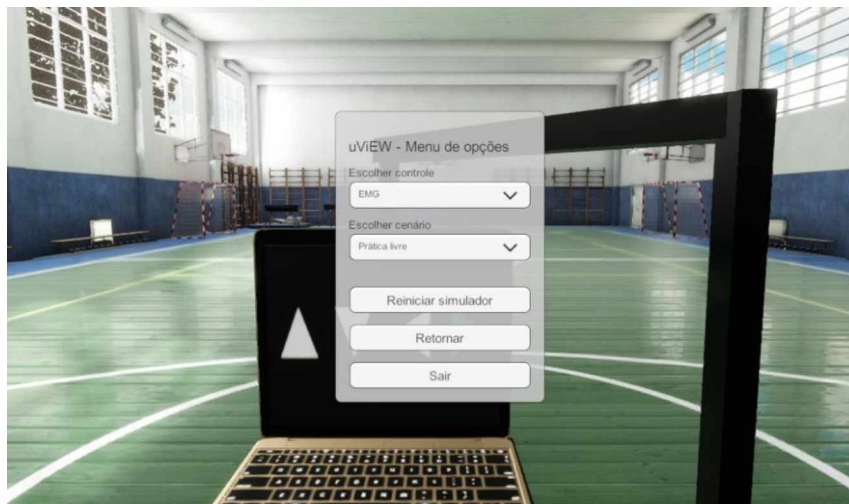 uViEW - Menu de opções
Escolher controle
EMG
Escolher cenário
Prática livre
Reiniciar simulador
Retornar
Sair